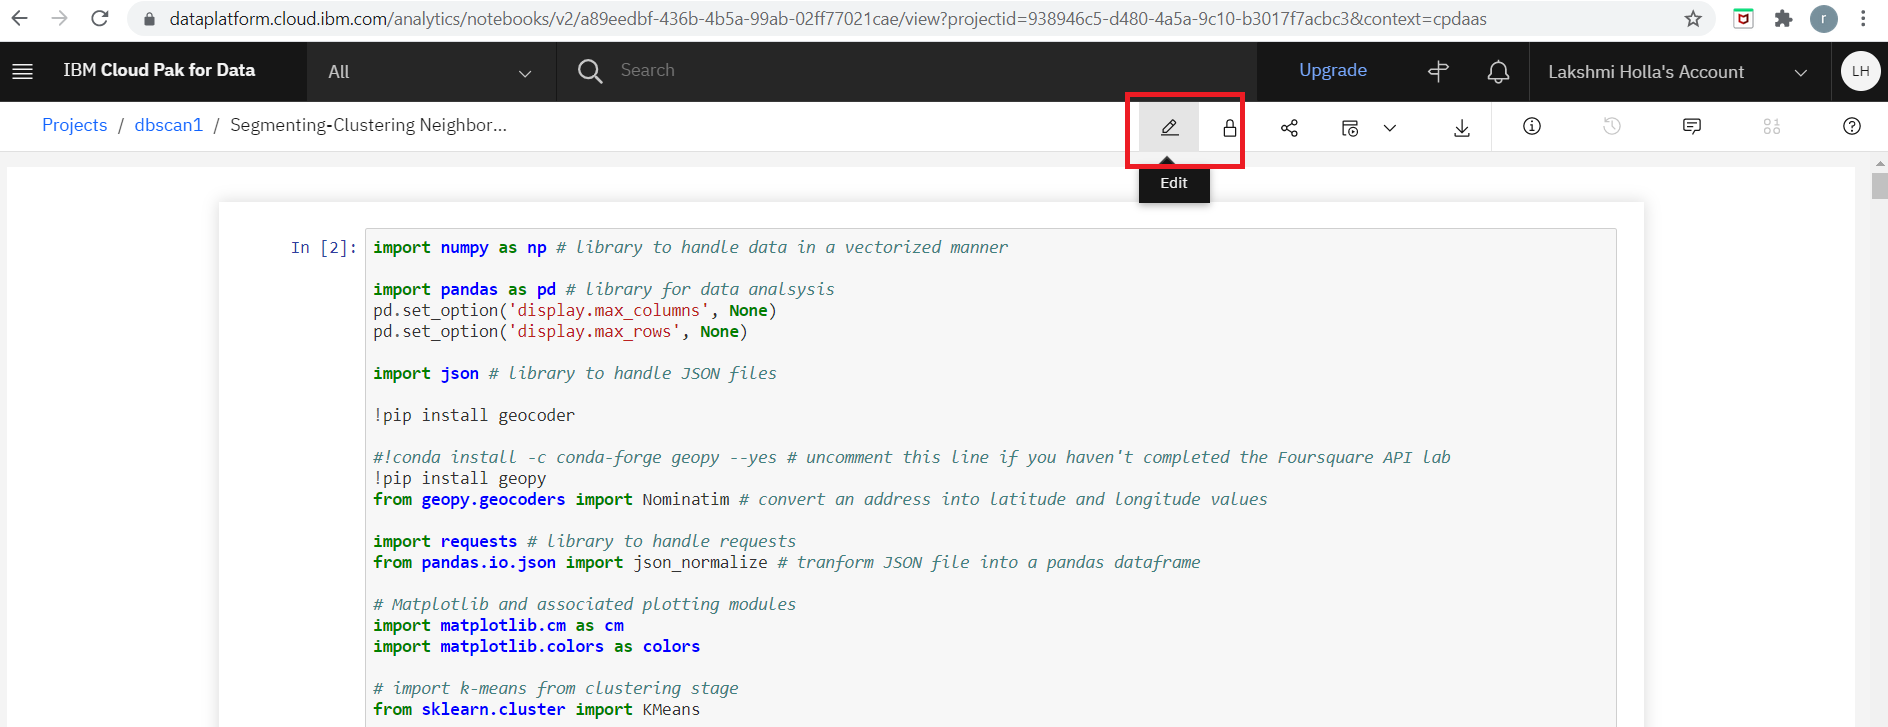 dataplatform.cloud.ibm.com/analytics/notebooks/v2/a89eedbf-436b-4b5a-99ab-02ff77021cae/view?projectid=938946c5-d480-4a5a-9c10-b3017f7acbc3&context=cpdaas
r
IBM Cloud Pak for Data All Search Upgrade Lakshmi Holla's Account LH
Projects / dbscan1 / Segmenting-Clustering Neighbor...
Edit
In [2]: import numpy as np # library to handle data in a vectorized manner
import pandas as pd # library for data analsysis
pd.set_option('display.max_columns', None)
pd.set_option('display.max_rows', None)
import json # library to handle JSON files
!pip install geocoder
#!conda install -c conda-forge geopy --yes # uncomment this line if you haven't completed the Foursquare API lab
!pip install geopy
from geopy.geocoders import Nominatim # convert an address into latitude and longitude values
import requests # library to handle requests
from pandas.io.json import json_normalize # tranform JSON file into a pandas dataframe
# Matplotlib and associated plotting modules
import matplotlib.cm as cm
import matplotlib.colors as colors
# import k-means from clustering stage
from sklearn.cluster import KMeans